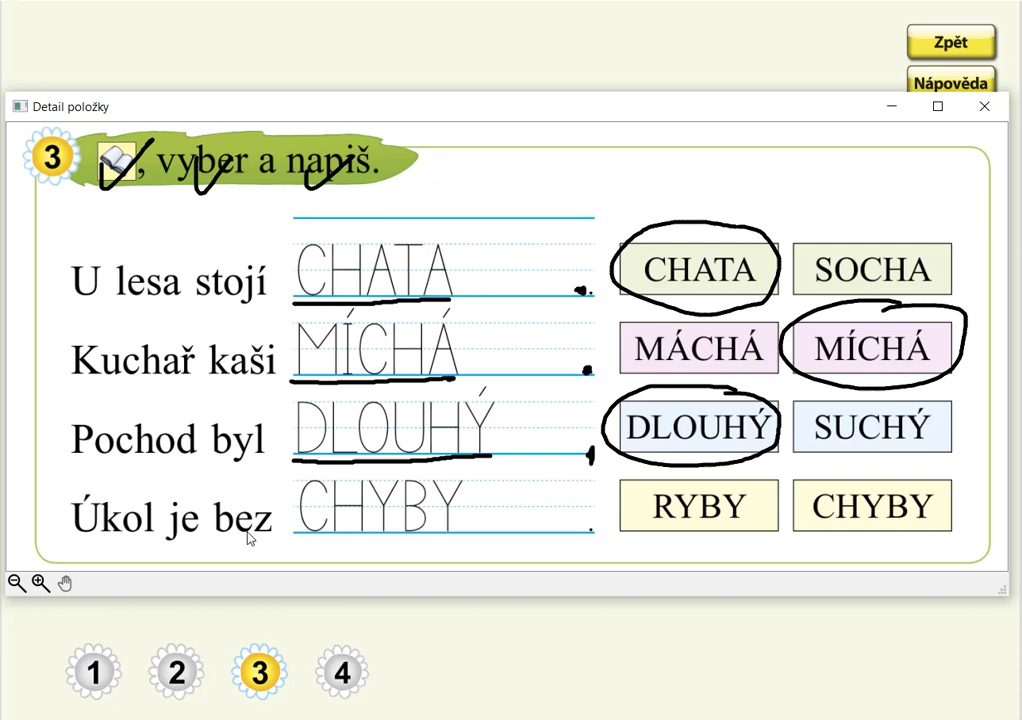 Zpět
Nápověda
Detail položky
3 , vyber a napiš.
U lesa stojí CHATA . CHATA SOCHA
Kuchař kaši MÍCHÁ . MÁCHÁ MÍCHÁ
Pochod byl DLOUHÝ . DLOUHÝ SUCHÝ
Úkol je bez CHYBY . RYBY CHYBY
1 2 3 4